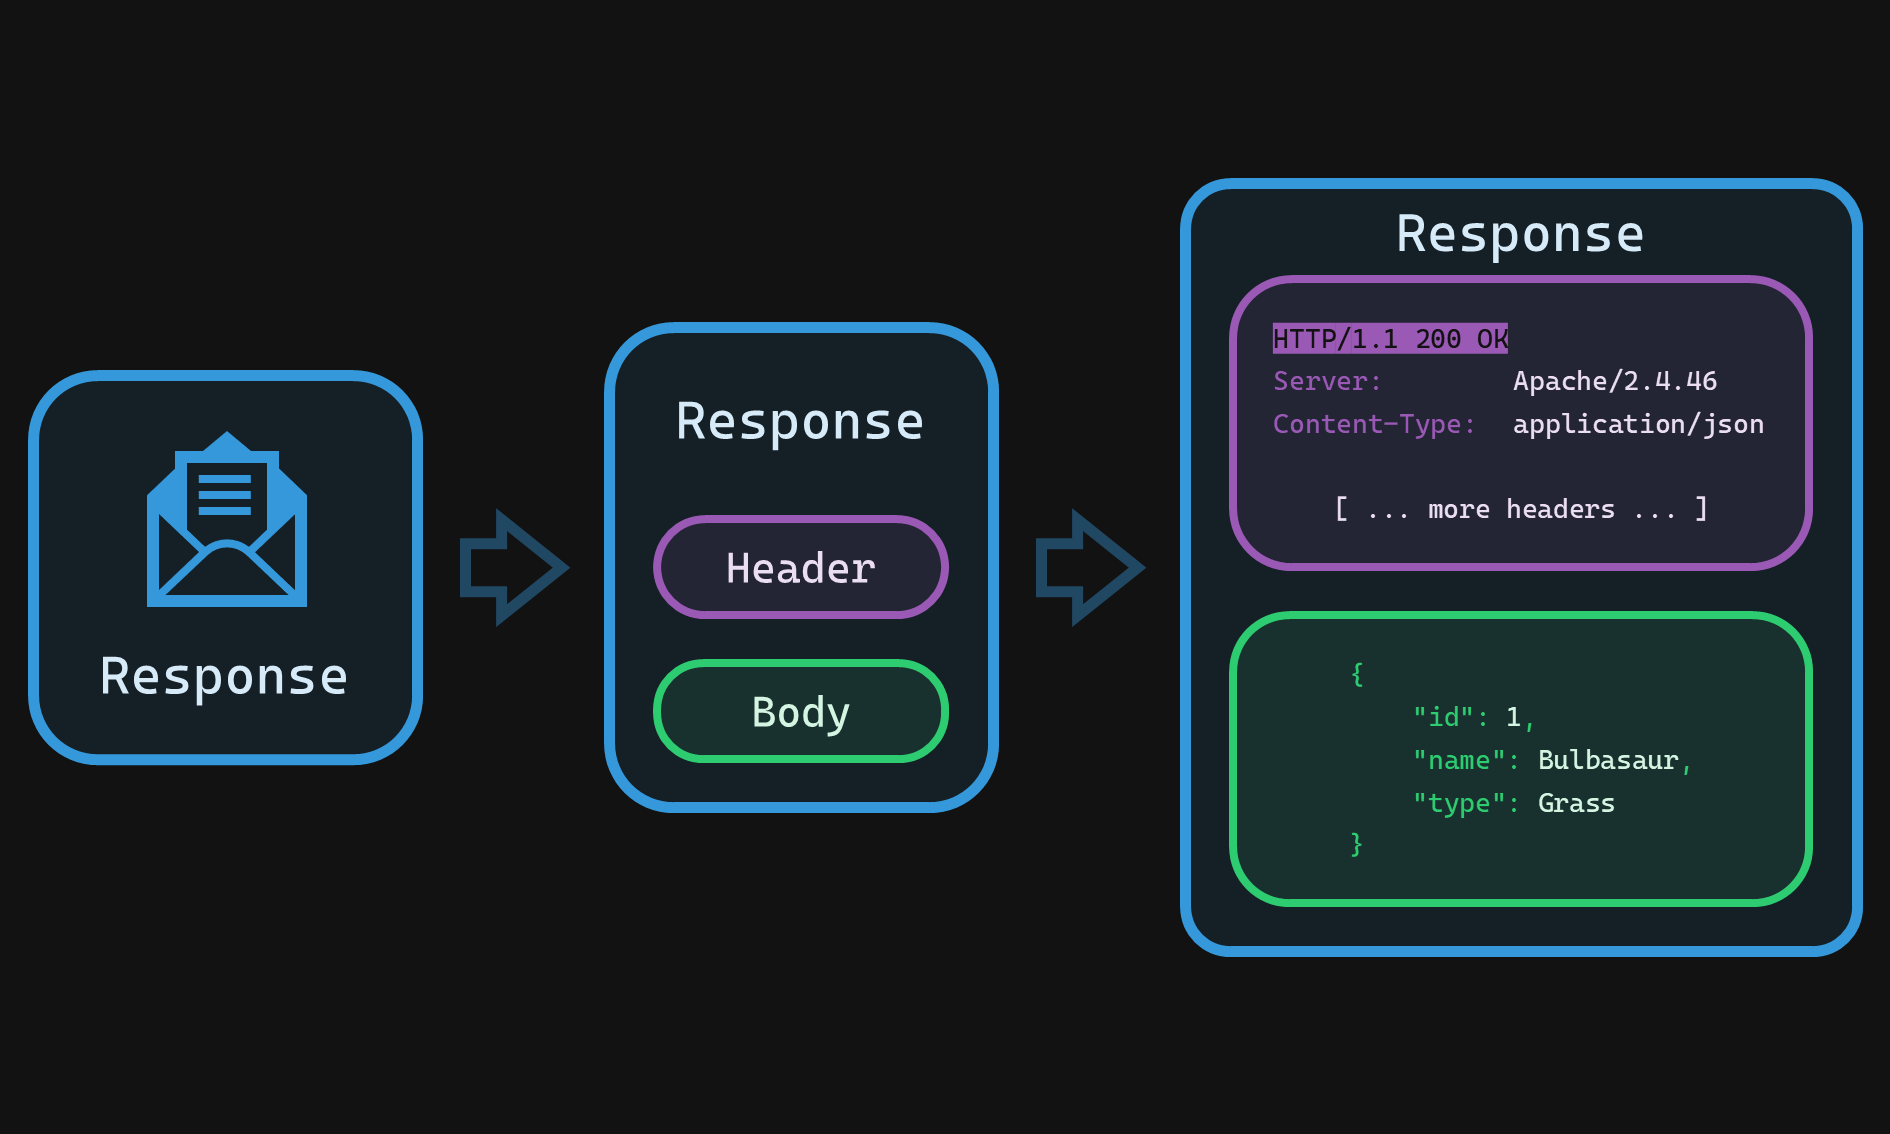 Response
Response
Header
Body
Response
HTTP/1.1 200 OK
Server: Apache/2.4.46
Content-Type: application/json
[ ... more headers ... ]
{
"id": 1,
"name": Bulbasaur,
"type": Grass
}